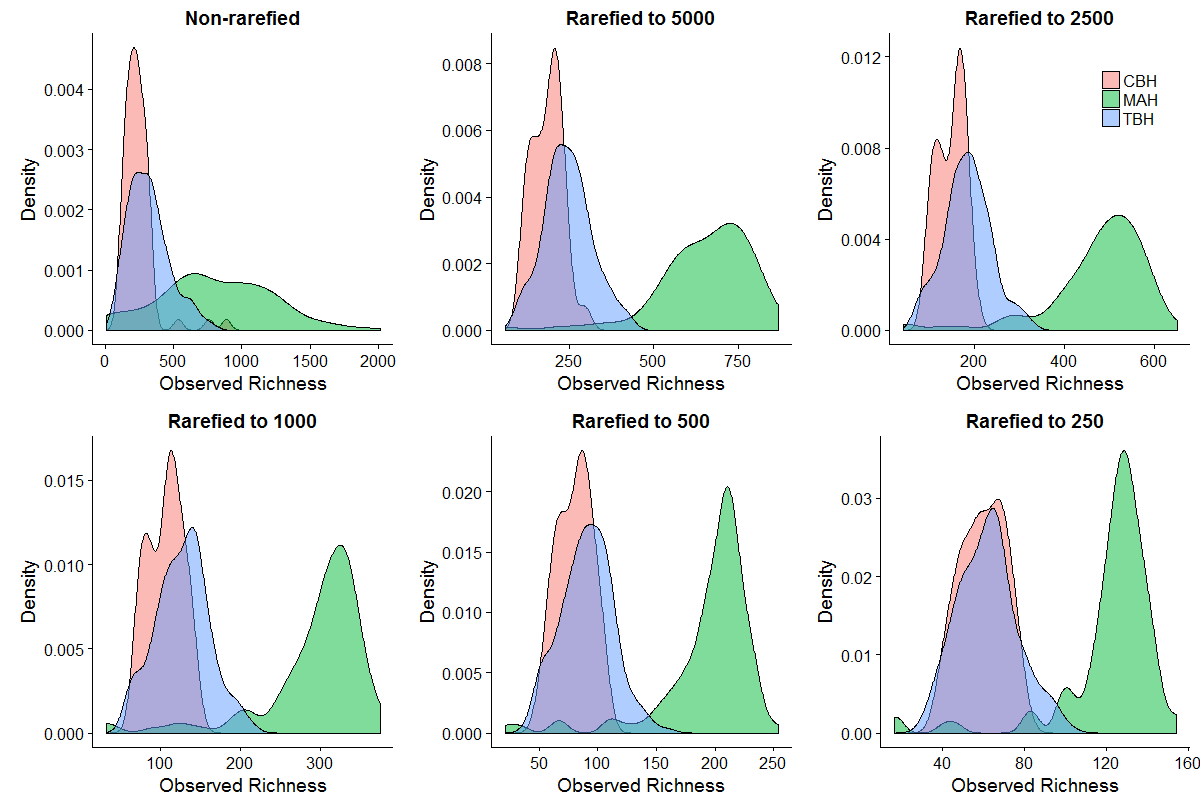 Non-rarefied
Rarefied to 5000
Rarefied to 2500
Density
0.004
0.003
0.002
0.001
0.000
0 500 1000 1500 2000
Observed Richness
Density
0.008
0.006
0.004
0.002
0.000
250 500 750
Observed Richness
Density
0.012
0.008
0.004
0.000
200 400 600
Observed Richness
CBH
MAH
TBH
Rarefied to 1000
Rarefied to 500
Rarefied to 250
Density
0.015
0.010
0.005
0.000
100 200 300
Observed Richness
Density
0.020
0.015
0.010
0.005
0.000
50 100 150 200 250
Observed Richness
Density
0.03
0.02
0.01
0.00
40 80 120 160
Observed Richness